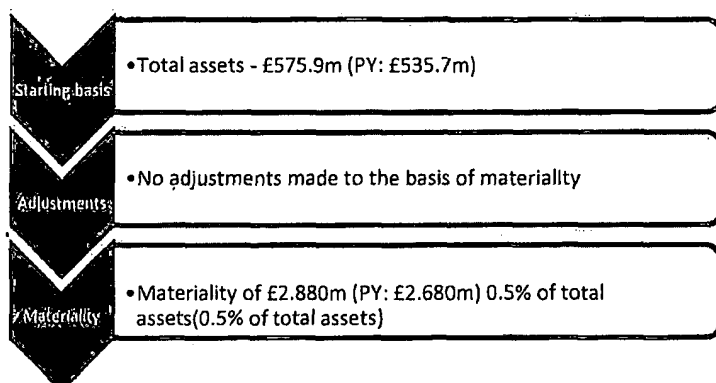 Starting basis
•Total assets - £575.9m (PY: £535.7m)
Adjustments
•No adjustments made to the basis of materiality
Materiality
•Materiality of £2.880m (PY: £2.680m) 0.5% of total
assets(0.5% of total assets)